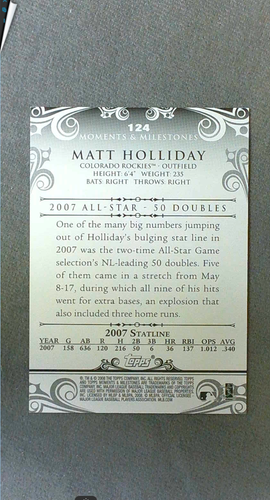 124
MOMENTS & MILESTONES
MATT HOLLIDAY
COLORADO ROCKIES™ · OUTFIELD
HEIGHT: 6'4" WEIGHT: 235
BATS: RIGHT THROWS: RIGHT
2007 ALL-STAR - 50 DOUBLES
One of the many big numbers jumping
out of Holliday's bulging stat line in
2007 was the two-time All-Star Game
selection's NL-leading 50 doubles. Five
of them came in a stretch from May
8-17, during which all nine of his hits
went for extra bases, an explosion that
also included three home runs.
2007 STATLINE
YEAR G AB R H 2B 3B HR RBI OPS AVG
2007 158 636 120 216 50 6 36 137 1.012 .340
Topps